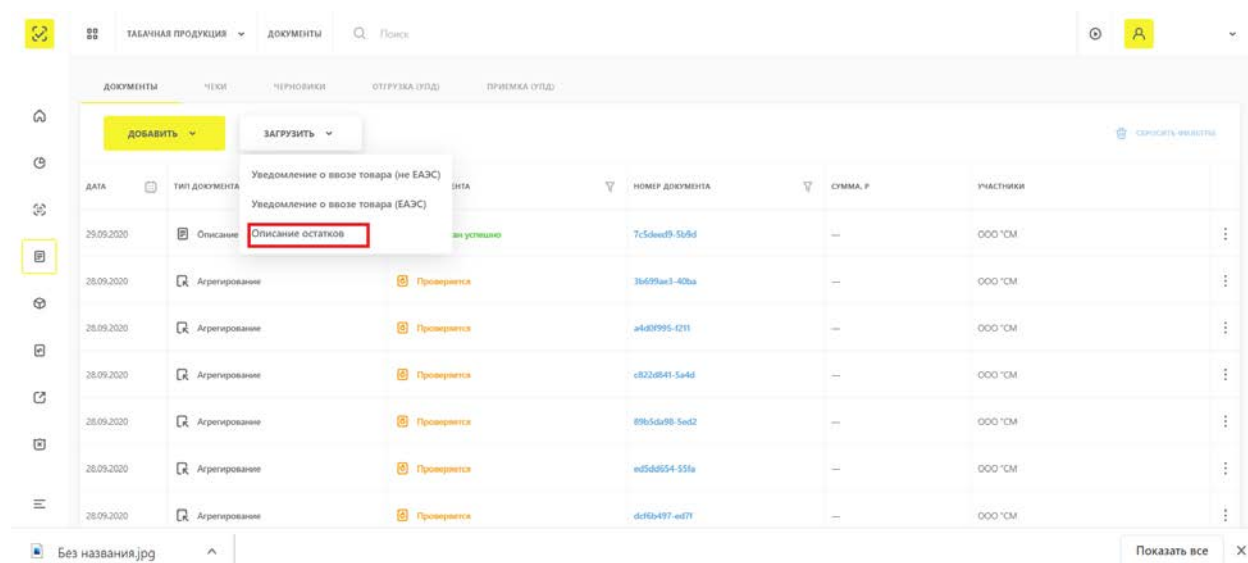 ТАБАЧНАЯ ПРОДУКЦИЯ ДОКУМЕНТЫ Поиск
ДОКУМЕНТЫ ЧЕКИ ЧЕРНОВИКИ ОТГРУЗКА (УПД) ПРИЕМКА (УПД)
ДОБАВИТЬ ЗАГРУЗИТЬ СБРОСИТЬ ФИЛЬТРЫ
Уведомление о ввозе товара (не ЕАЭС)
ДАТА ТИП ДОКУМЕНТА ЕНТА НОМЕР ДОКУМЕНТА СУММА, Р УЧАСТНИКИ
Уведомление о ввозе товара (ЕАЭС)
29.09.2020 Описание Описание остатков ан успешно 7c5deed9-5b9d — ООО "СМ
28.09.2020 Агрегирование Проверяется 3b699ae3-40ba — ООО "СМ
28.09.2020 Агрегирование Проверяется a4d0f995-f211 — ООО "СМ
28.09.2020 Агрегирование Проверяется c822d841-5a4d — ООО "СМ
28.09.2020 Агрегирование Проверяется 89b5da98-5ed2 — ООО "СМ
28.09.2020 Агрегирование Проверяется ed5dd654-55fa — ООО "СМ
28.09.2020 Агрегирование Проверяется dcf6b497-ed7f — ООО "СМ
Без названия.jpg Показать все